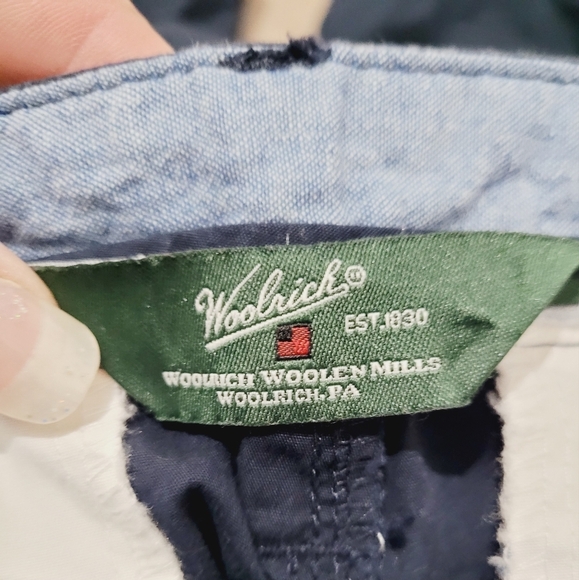 Woolrich®
EST. 1830
WOOLRICH WOOLEN MILLS
WOOLRICH, PA